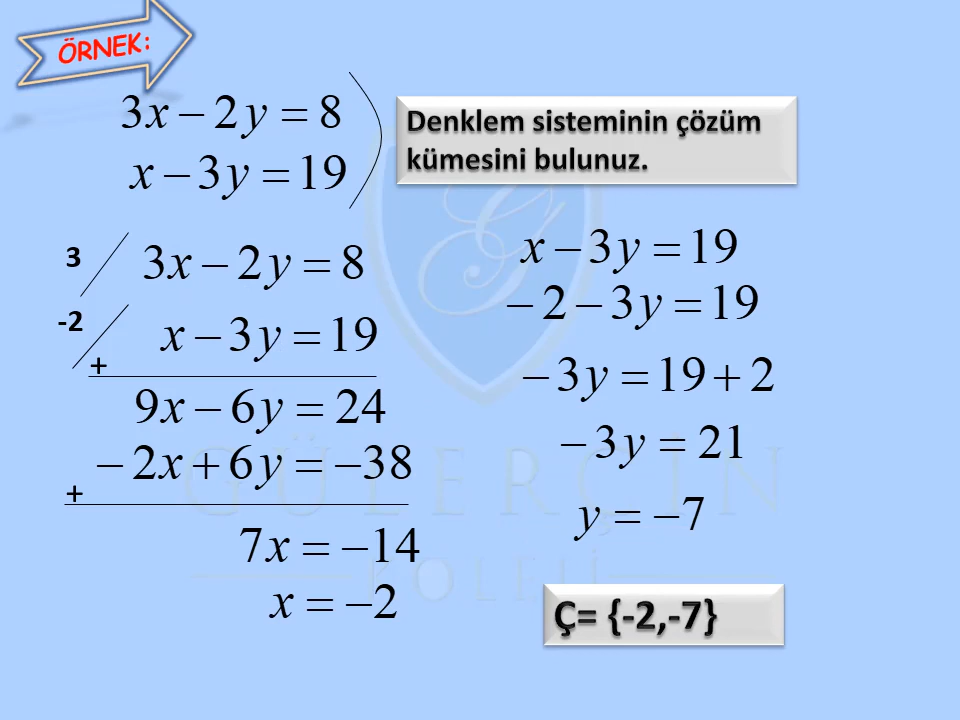 ÖRNEK:
3x − 2y = 8
x − 3y = 19
Denklem sisteminin çözüm
kümesini bulunuz.
3 / 3x − 2y = 8
-2 / x − 3y = 19
+
9x − 6y = 24
− 2x + 6y = −38
+
7x = −14
x = −2
x − 3y = 19
− 2 − 3y = 19
− 3y = 19 + 2
− 3y = 21
y = −7
Ç= {-2,-7}
GÜLERÇİN
KOLEJİ